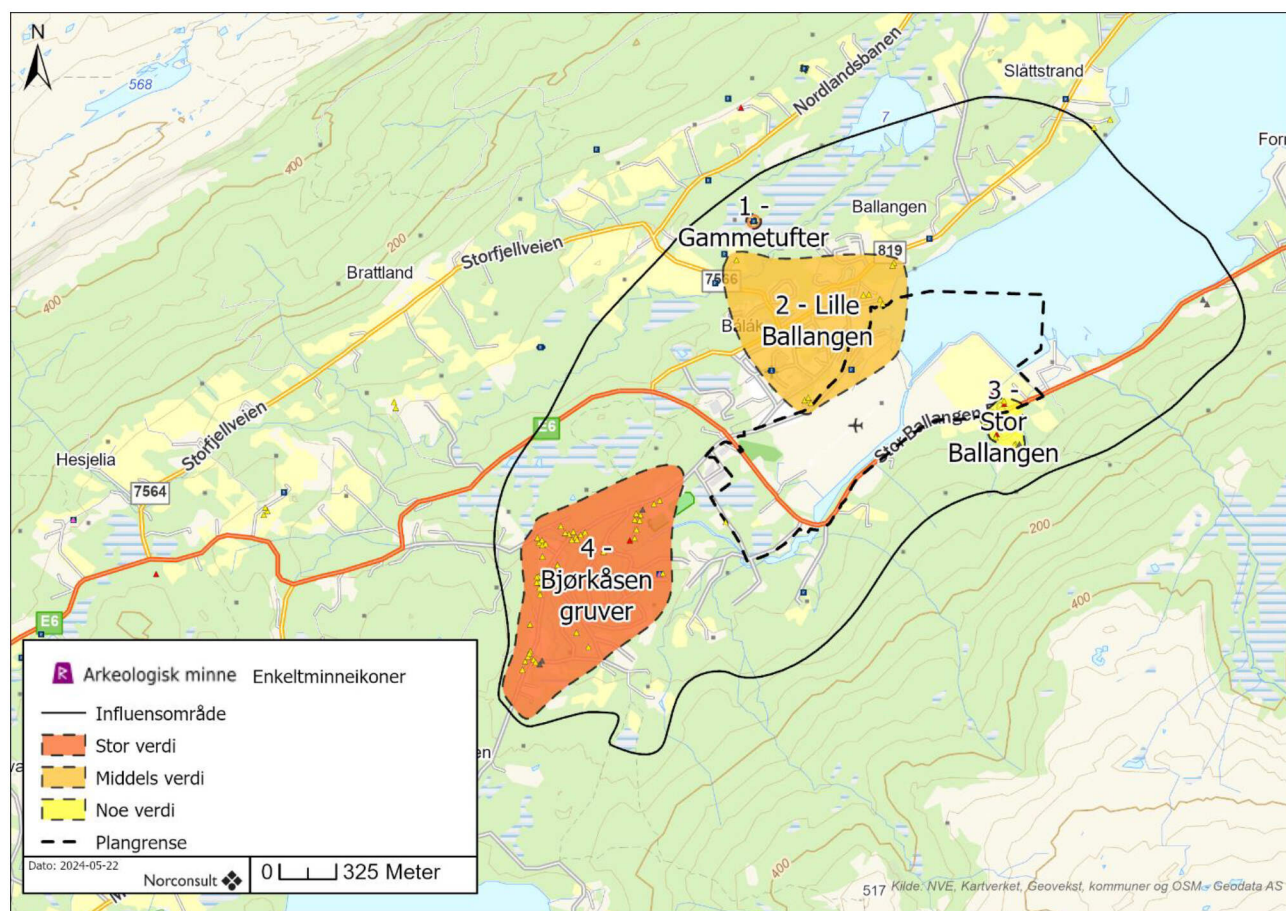 N
568
Nordlandsbanen
Slåttstrand
7
400
1 -
Gammetufter
Ballangen
819
200
Storfjellveien
Brattland
7566
2 - Lille
Ballangen
400
3 -
Stor
Ballangen
Stor Ballangen
E6
Storfjellveien
Hesjelia
7564
4 -
Bjørkåsen
gruver
200
400
E6
R Arkeologisk minne Enkeltminneikoner
Influensområde
Stor verdi
Middels verdi
Noe verdi
Plangrense
Dato: 2024-05-22
Norconsult
0 325 Meter
400
517
Kilde: NVE, Kartverket, Geovekst, kommuner og OSM - Geodata AS